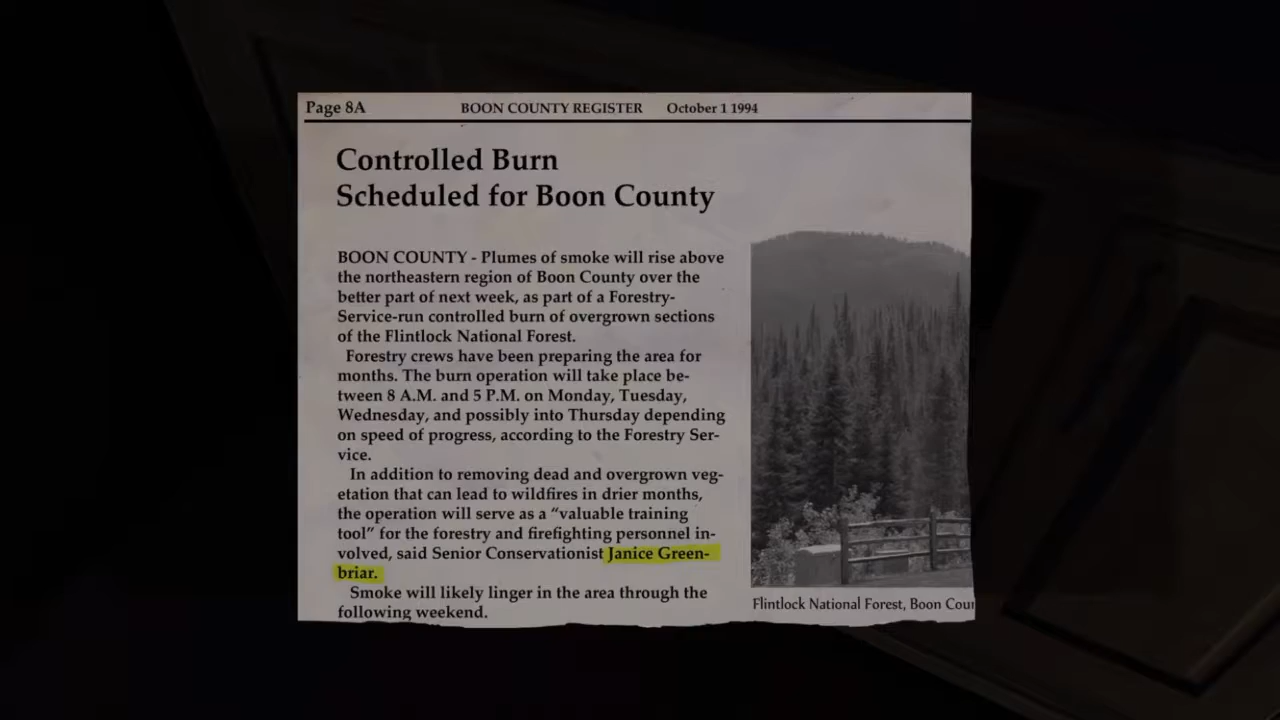 Page 8A BOON COUNTY REGISTER October 1 1994
Controlled Burn
Scheduled for Boon County
BOON COUNTY - Plumes of smoke will rise above
the northeastern region of Boon County over the
better part of next week, as part of a Forestry-
Service-run controlled burn of overgrown sections
of the Flintlock National Forest.
Forestry crews have been preparing the area for
months. The burn operation will take place be-
tween 8 A.M. and 5 P.M. on Monday, Tuesday,
Wednesday, and possibly into Thursday depending
on speed of progress, according to the Forestry Ser-
vice.
In addition to removing dead and overgrown veg-
etation that can lead to wildfires in drier months,
the operation will serve as a “valuable training
tool” for the forestry and firefighting personnel in-
volved, said Senior Conservationist Janice Green-
briar.
Smoke will likely linger in the area through the
following weekend.
Flintlock National Forest, Boon Cou